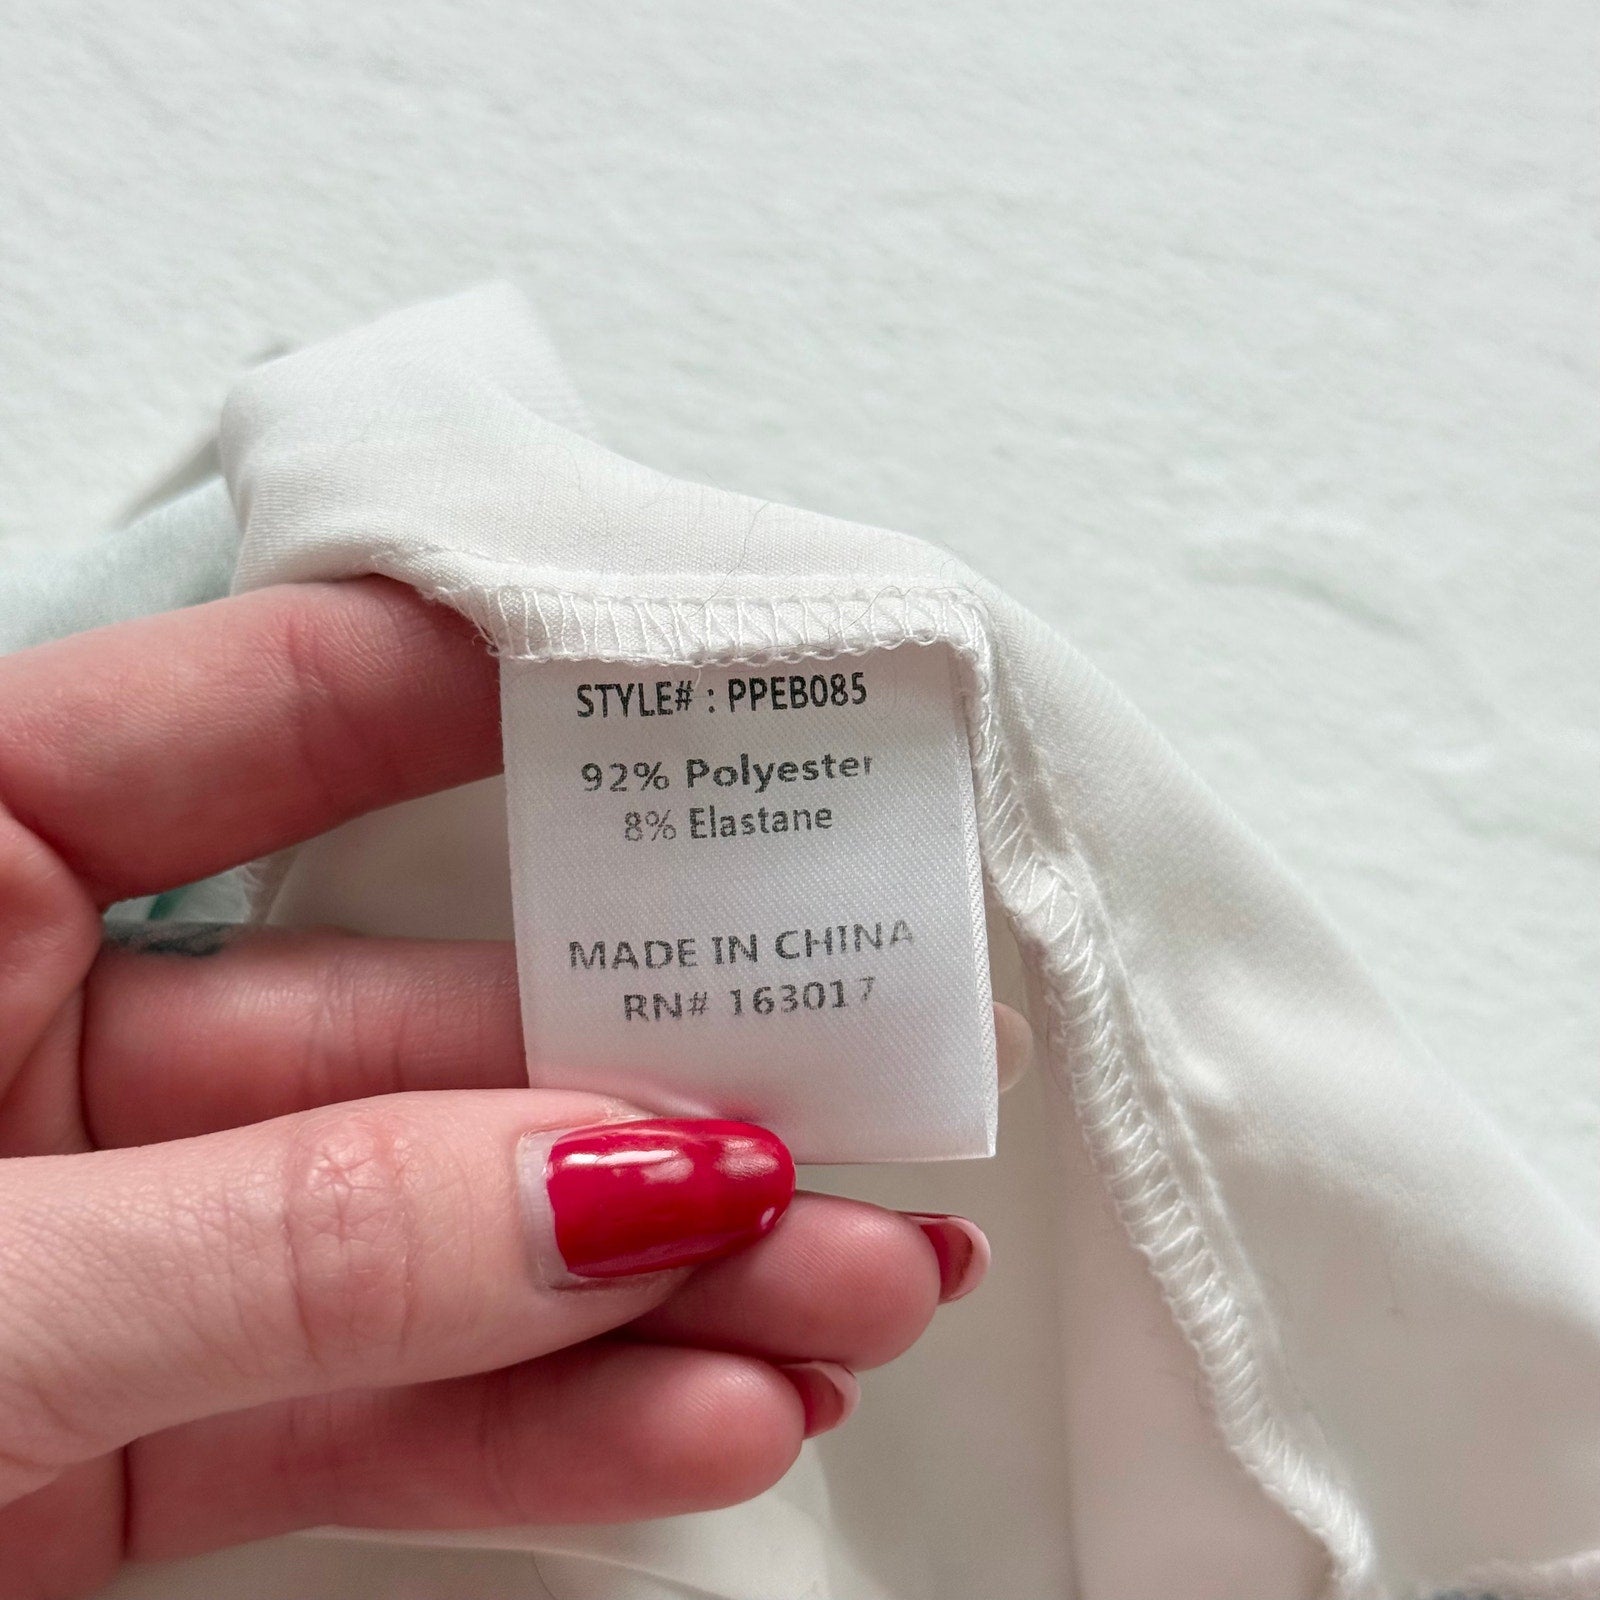 STYLE# : PPEB085
92% Polyester
8% Elastane
MADE IN CHINA
RN# 163017